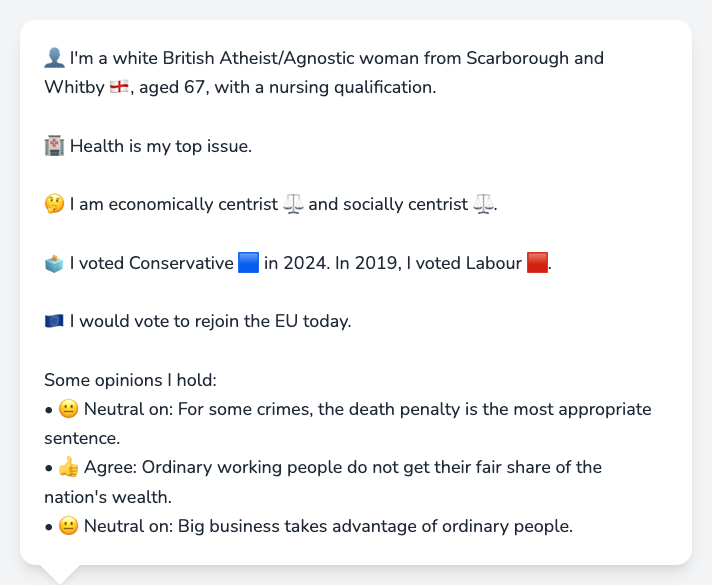 👤 I'm a white British Atheist/Agnostic woman from Scarborough and
Whitby 🏴󠁧󠁢󠁥󠁮󠁧󠁿, aged 67, with a nursing qualification.
🏥 Health is my top issue.
🤔 I am economically centrist ⚖️ and socially centrist ⚖️.
🗳️ I voted Conservative 🟦 in 2024. In 2019, I voted Labour 🟥.
🇪🇺 I would vote to rejoin the EU today.
Some opinions I hold:
• 😐 Neutral on: For some crimes, the death penalty is the most appropriate
sentence.
• 👍 Agree: Ordinary working people do not get their fair share of the
nation's wealth.
• 😐 Neutral on: Big business takes advantage of ordinary people.